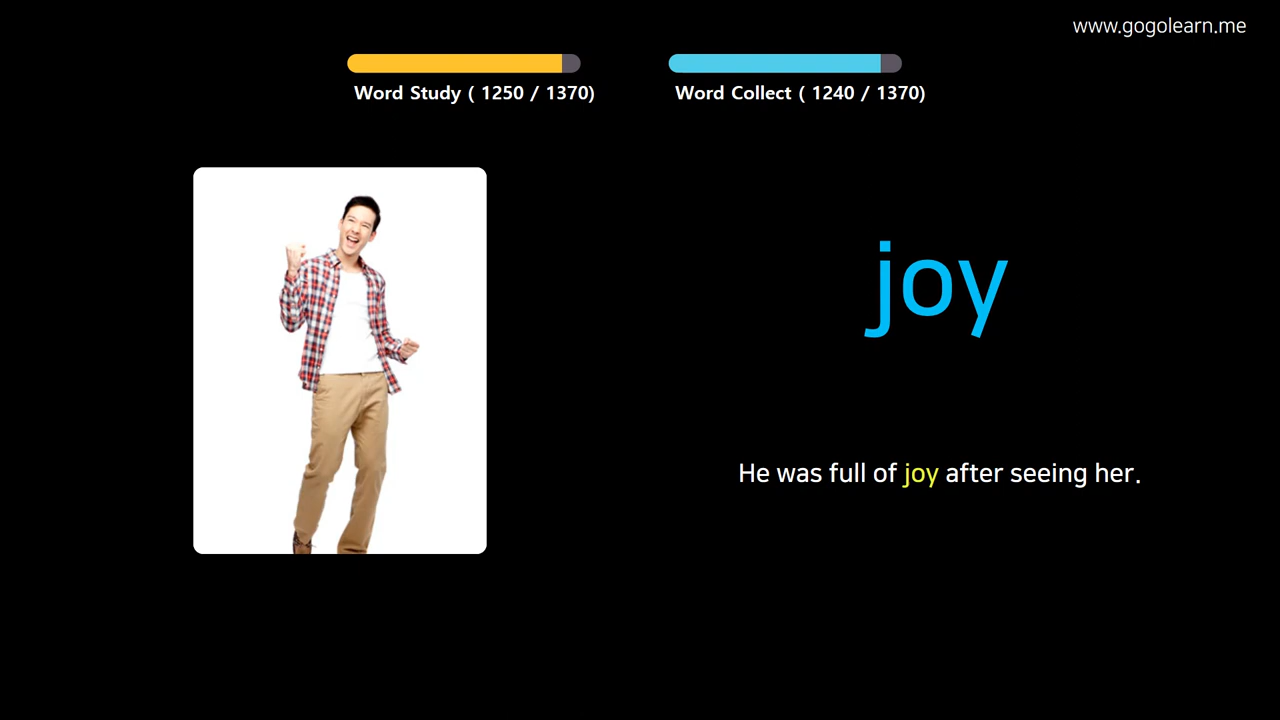 www.gogolearn.me
Word Study ( 1250 / 1370)
Word Collect ( 1240 / 1370)
joy
He was full of joy after seeing her.